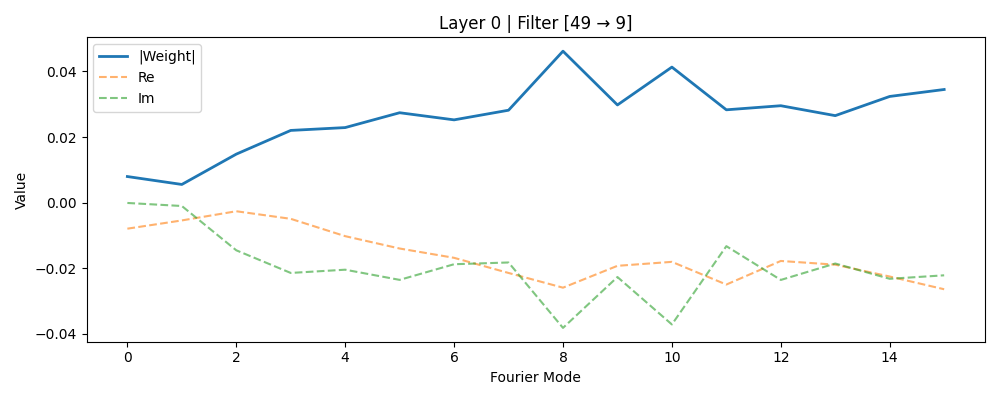 Layer 0 | Filter [49 → 9]
|Weight|
Re
Im
0.04
0.02
0.00
−0.02
−0.04
Value
0 2 4 6 8 10 12 14
Fourier Mode